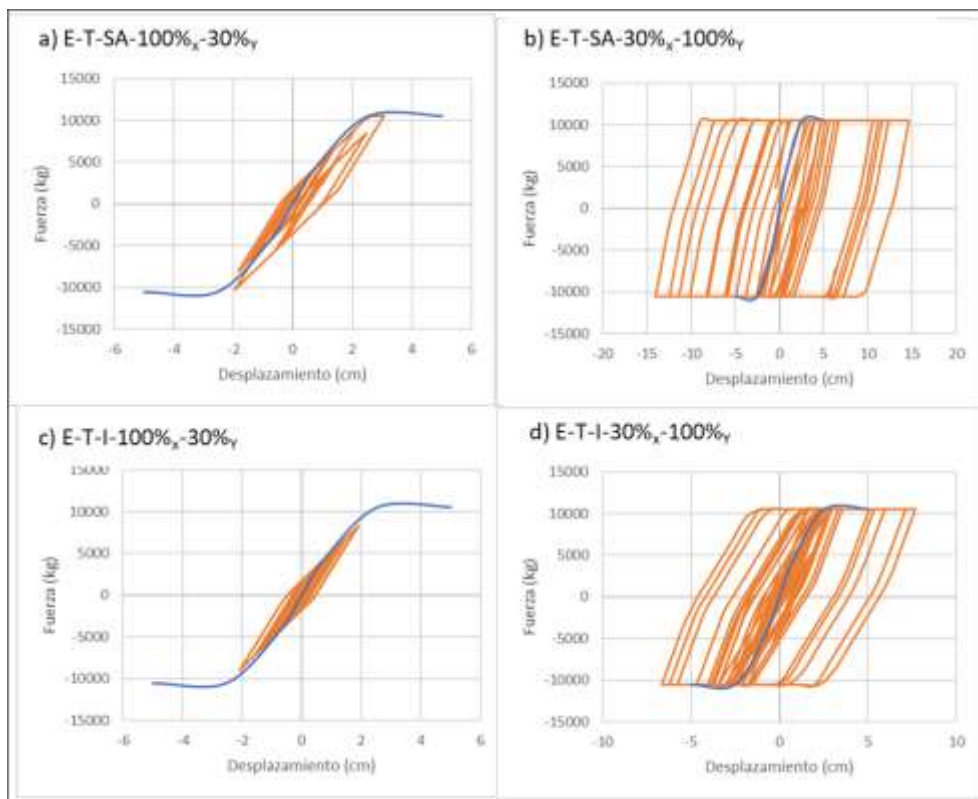 a) E-T-SA-100%x-30%Y
15000
10000
5000
0
-5000
-10000
-15000
Fuerza (kg)
-6 -4 -2 0 2 4 6
Desplazamiento (cm)
b) E-T-SA-30%x-100%Y
15000
10000
5000
0
-5000
-10000
-15000
Fuerza (kg)
-20 -15 -10 -5 0 5 10 15 20
Desplazamiento (cm)
c) E-T-I-100%x-30%Y
15000
10000
5000
0
-5000
-10000
-15000
Fuerza (kg)
-6 -4 -2 0 2 4 6
Desplazamiento (cm)
d) E-T-I-30%x-100%Y
15000
10000
5000
0
-5000
-10000
-15000
Fuerza (kg)
-10 -5 0 5 10
Desplazamiento (cm)